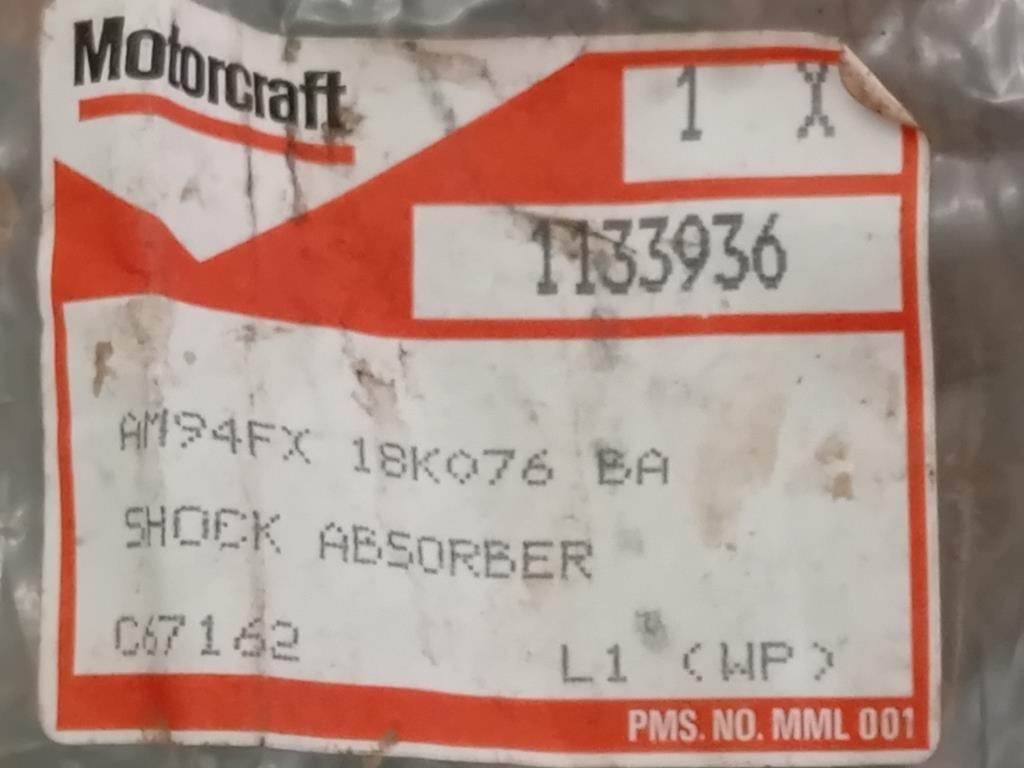 Motorcraft
1 X
1133936
AM94FX 18K076 BA
SHOCK ABSORBER
C67162
L1 (WP)
PMS. NO. MML 001